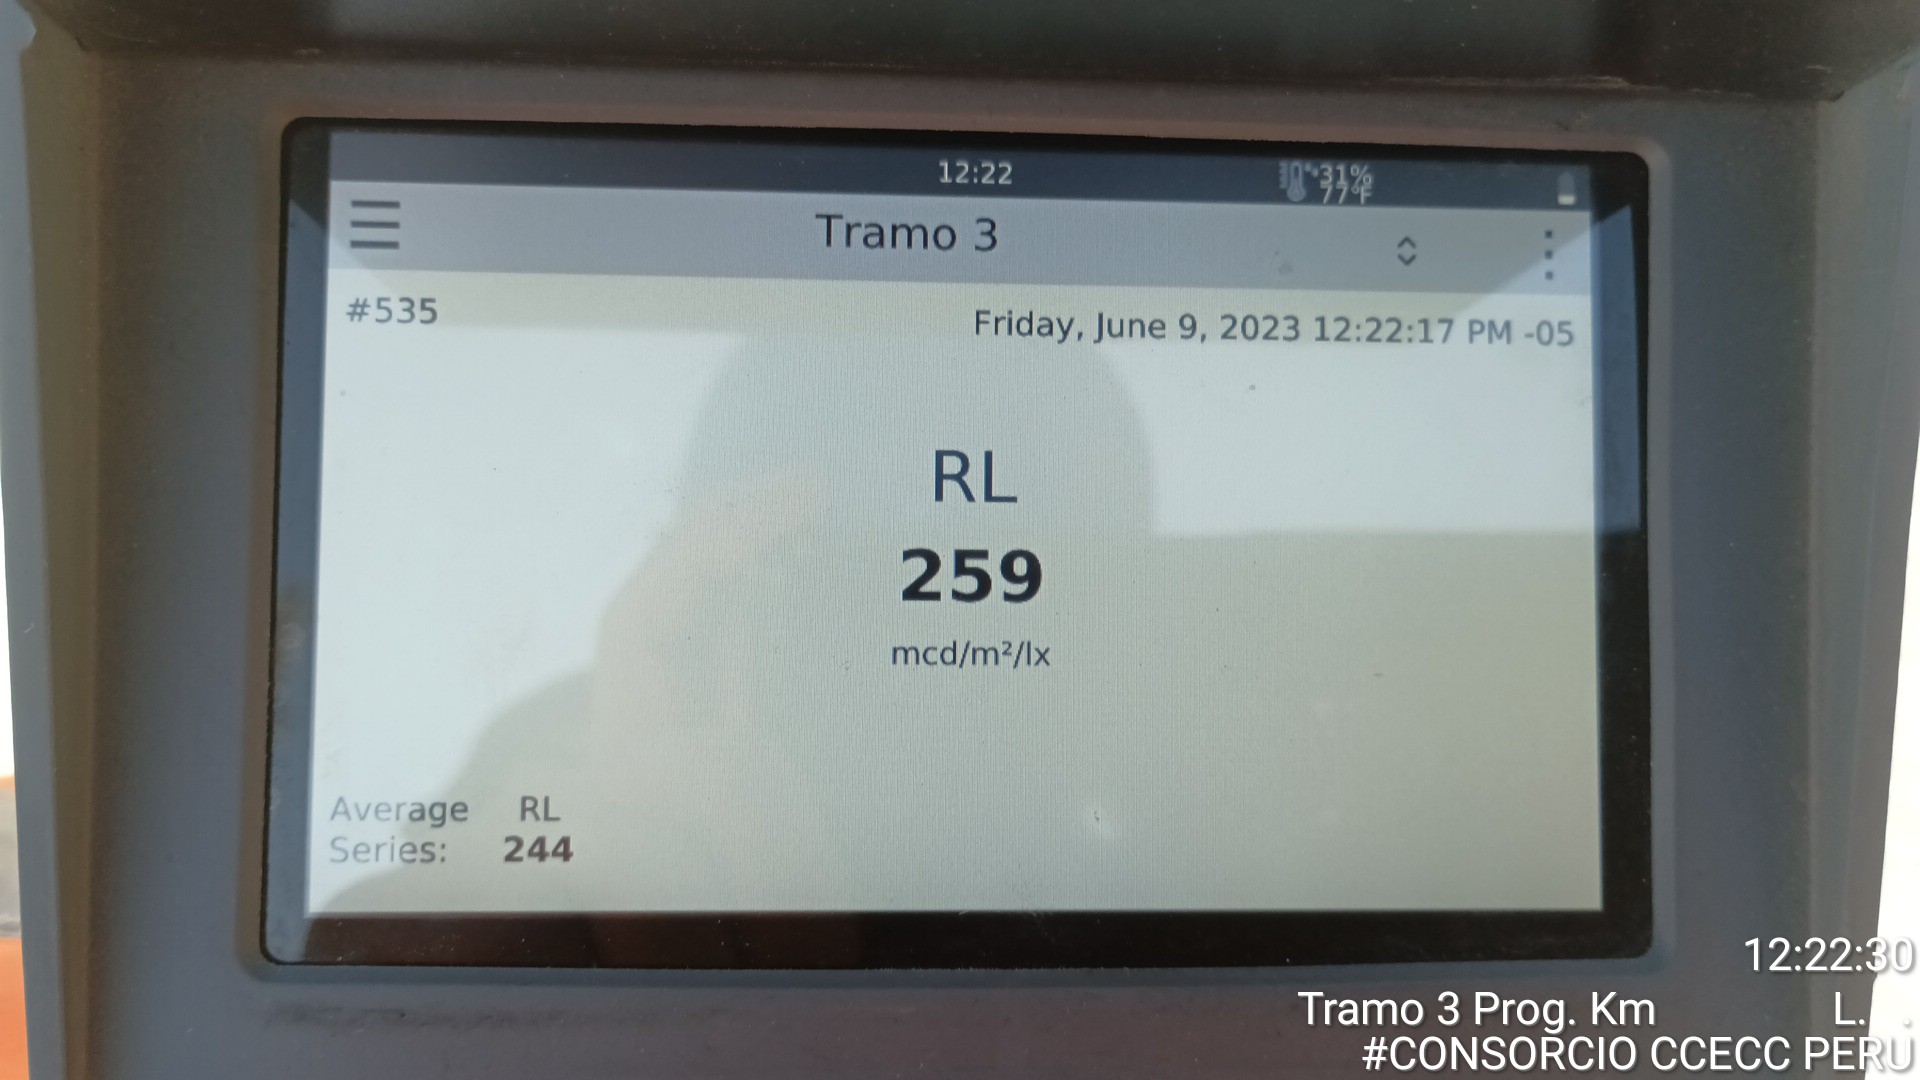 12:22
31%
77°F
Tramo 3
#535
Friday, June 9, 2023 12:22:17 PM -05
RL
259
mcd/m²/lx
Average RL
Series: 244
12:22:30
Tramo 3 Prog. Km L. .
#CONSORCIO CCECC PERU